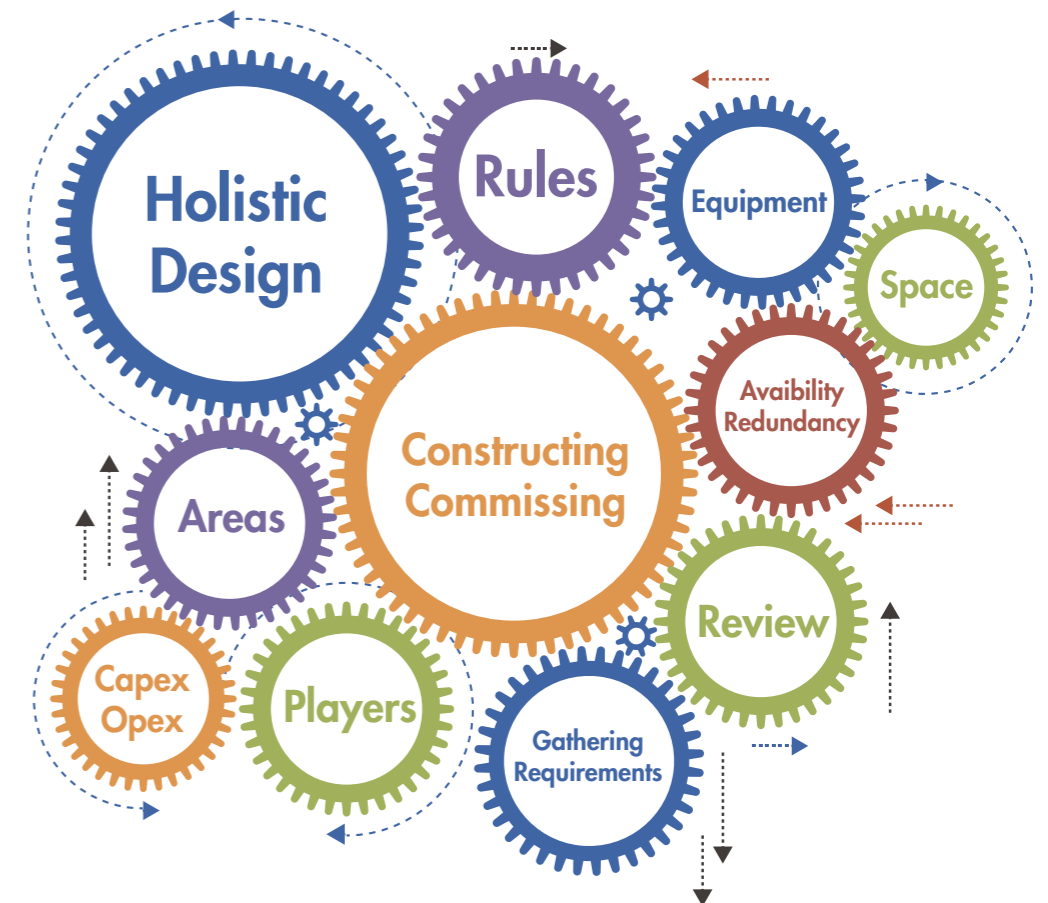 Holistic
Design
Rules
Equipment
Space
Avaibility
Redundancy
Constructing
Commissing
Areas
Review
Capex
Opex
Players
Gathering
Requirements